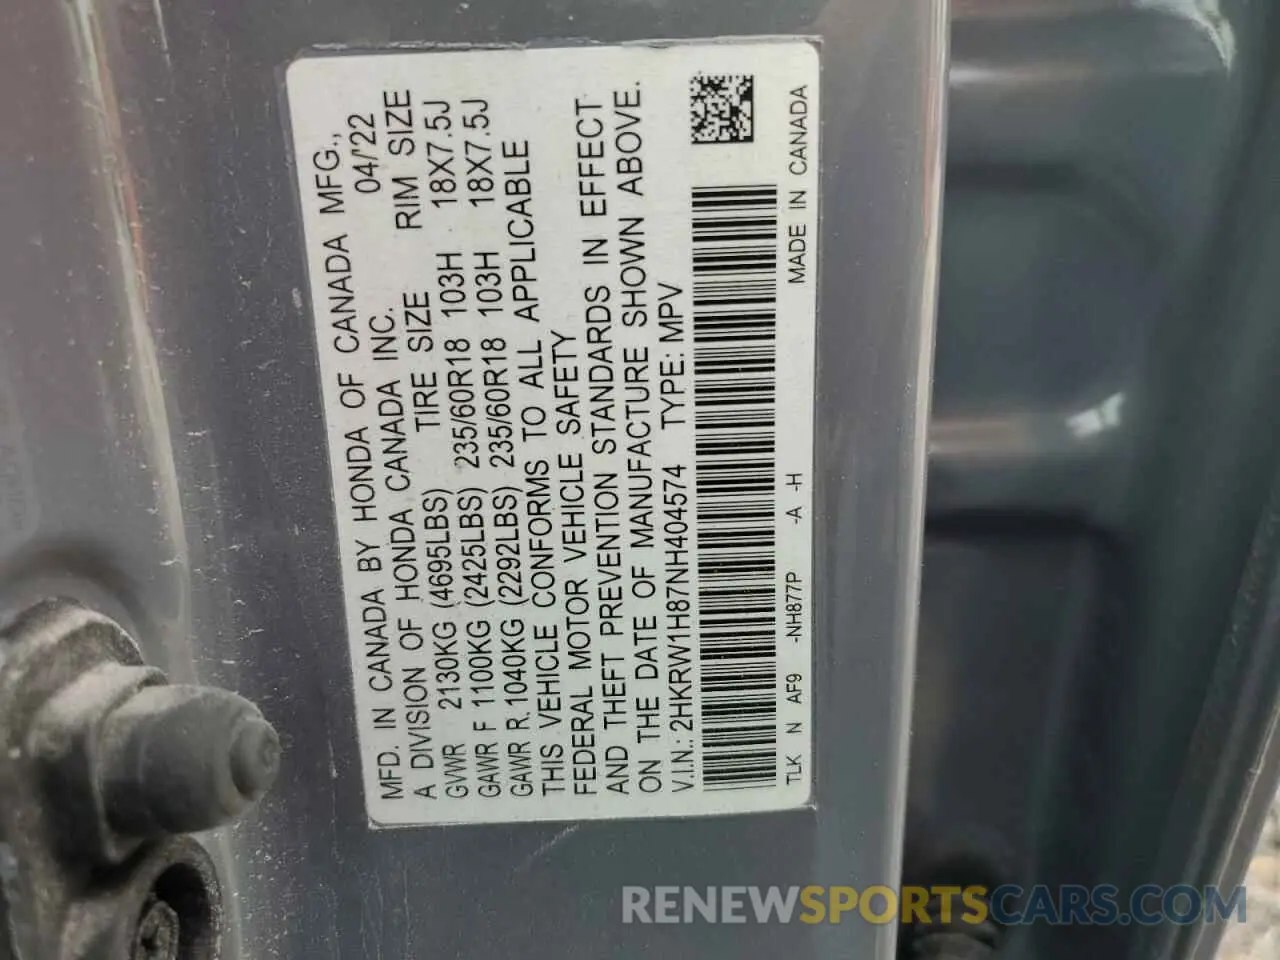 MFD. IN CANADA BY HONDA OF CANADA MFG.,
A DIVISION OF HONDA CANADA INC. 04/'22
GVWR 2130KG (4695LBS) TIRE SIZE RIM SIZE
GAWR F 1100KG (2425LBS) 235/60R18 103H 18X7.5J
GAWR R. 1040KG (2292LBS) 235/60R18 103H 18X7.5J
THIS VEHICLE CONFORMS TO ALL APPLICABLE
FEDERAL MOTOR VEHICLE SAFETY
AND THEFT PREVENTION STANDARDS IN EFFECT
ON THE DATE OF MANUFACTURE SHOWN ABOVE.
V.I.N.: 2HKRW1H87NH404574 TYPE: MPV
TLK N AF9 -NH877P -A -H MADE IN CANADA
RENEWSPORTSCARS.COM